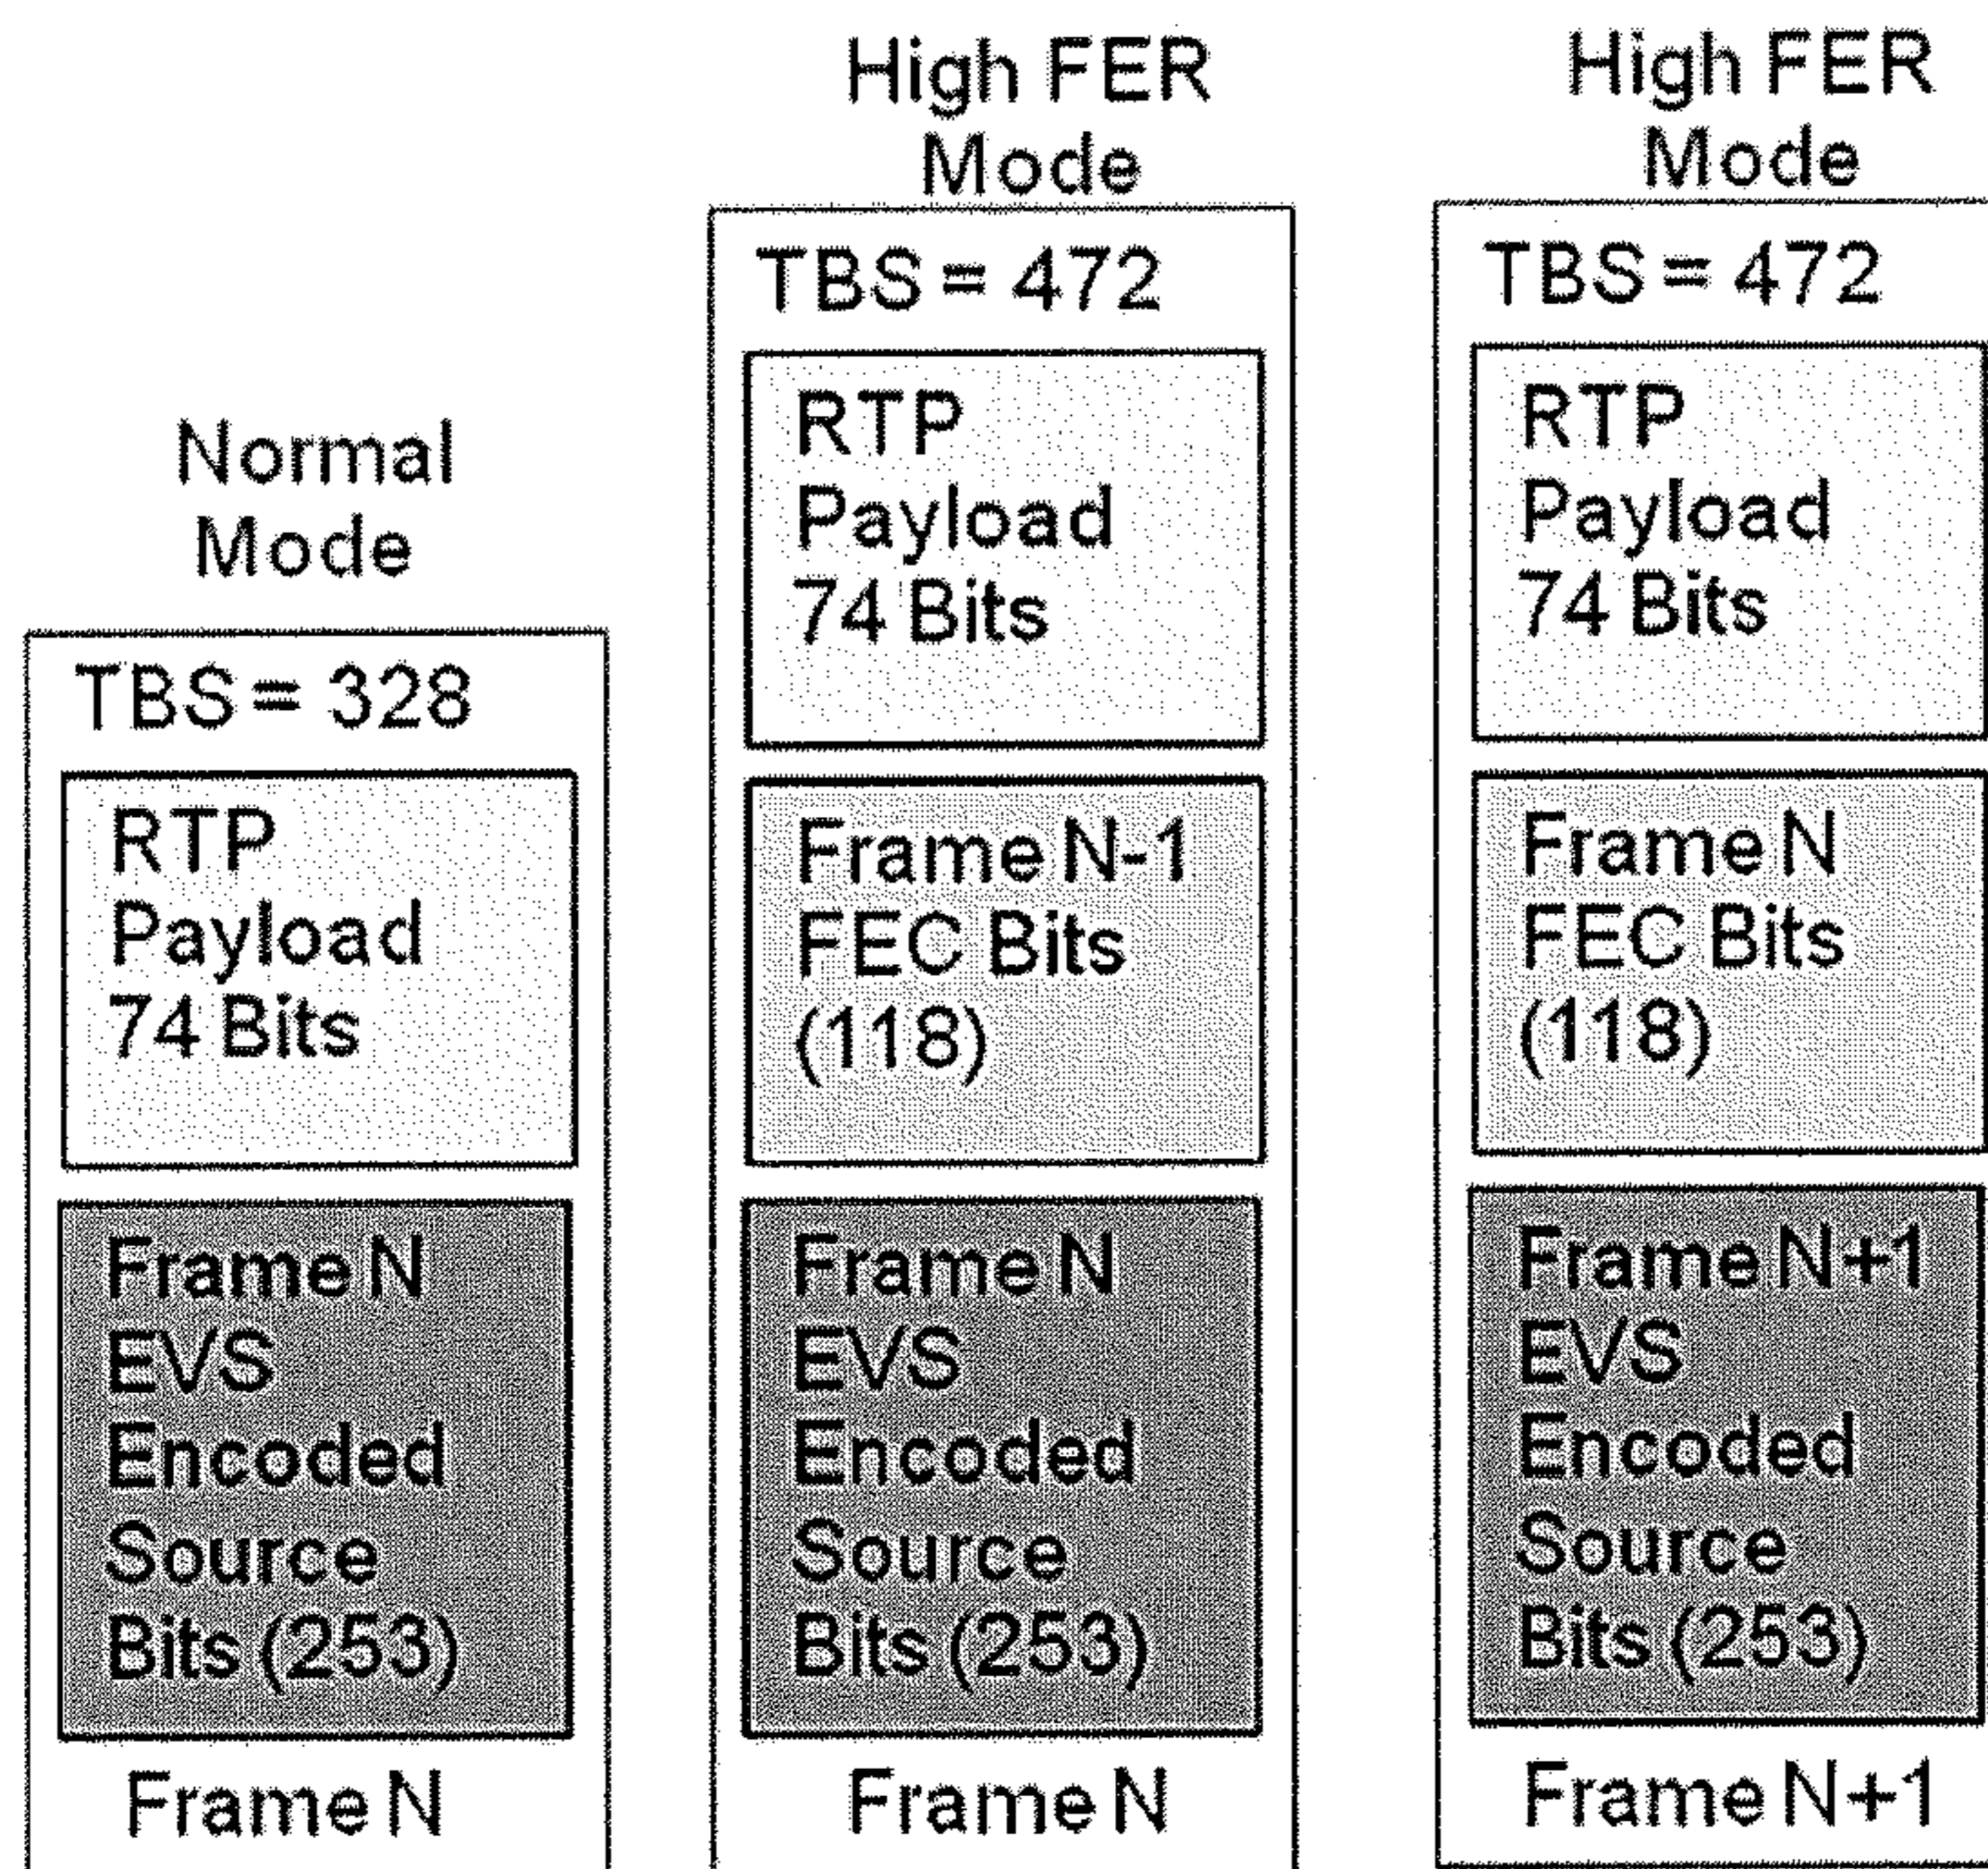 Normal
Mode
TBS = 328
RTP
Payload
74 Bits
Frame N
EVS
Encoded
Source
Bits (253)
Frame N
High FER
Mode
TBS = 472
RTP
Payload
74 Bits
Frame N-1
FEC Bits
(118)
Frame N
EVS
Encoded
Source
Bits (253)
Frame N
High FER
Mode
TBS = 472
RTP
Payload
74 Bits
Frame N
FEC Bits
(118)
Frame N+1
EVS
Encoded
Source
Bits (253)
Frame N+1